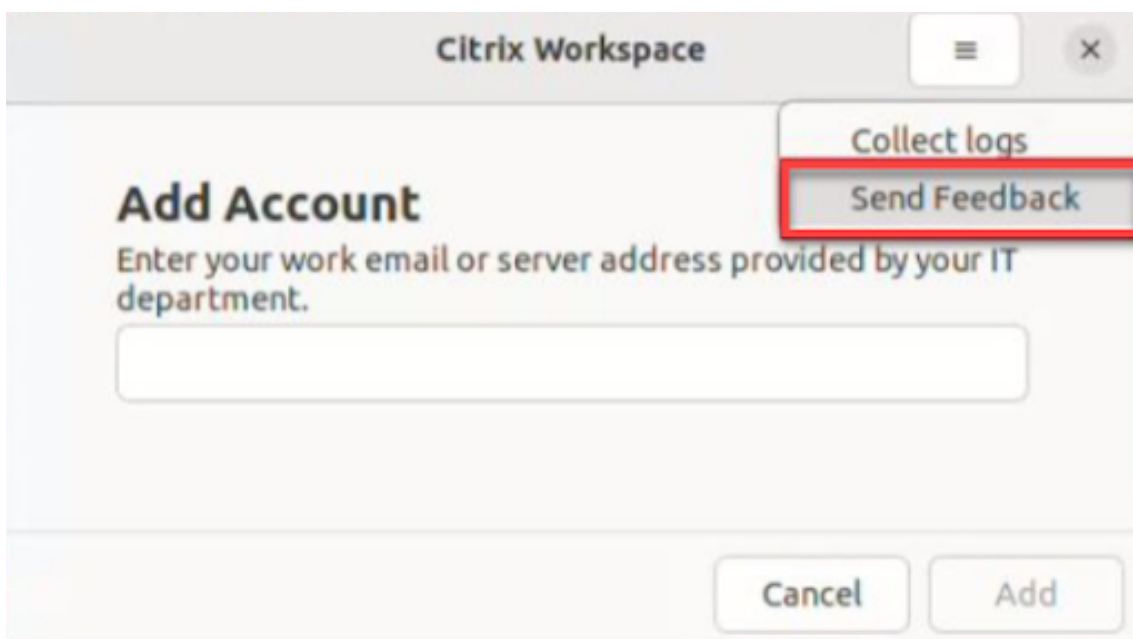 Citrix Workspace
Collect logs
Send Feedback
Add Account
Enter your work email or server address provided by your IT
department.
Cancel
Add